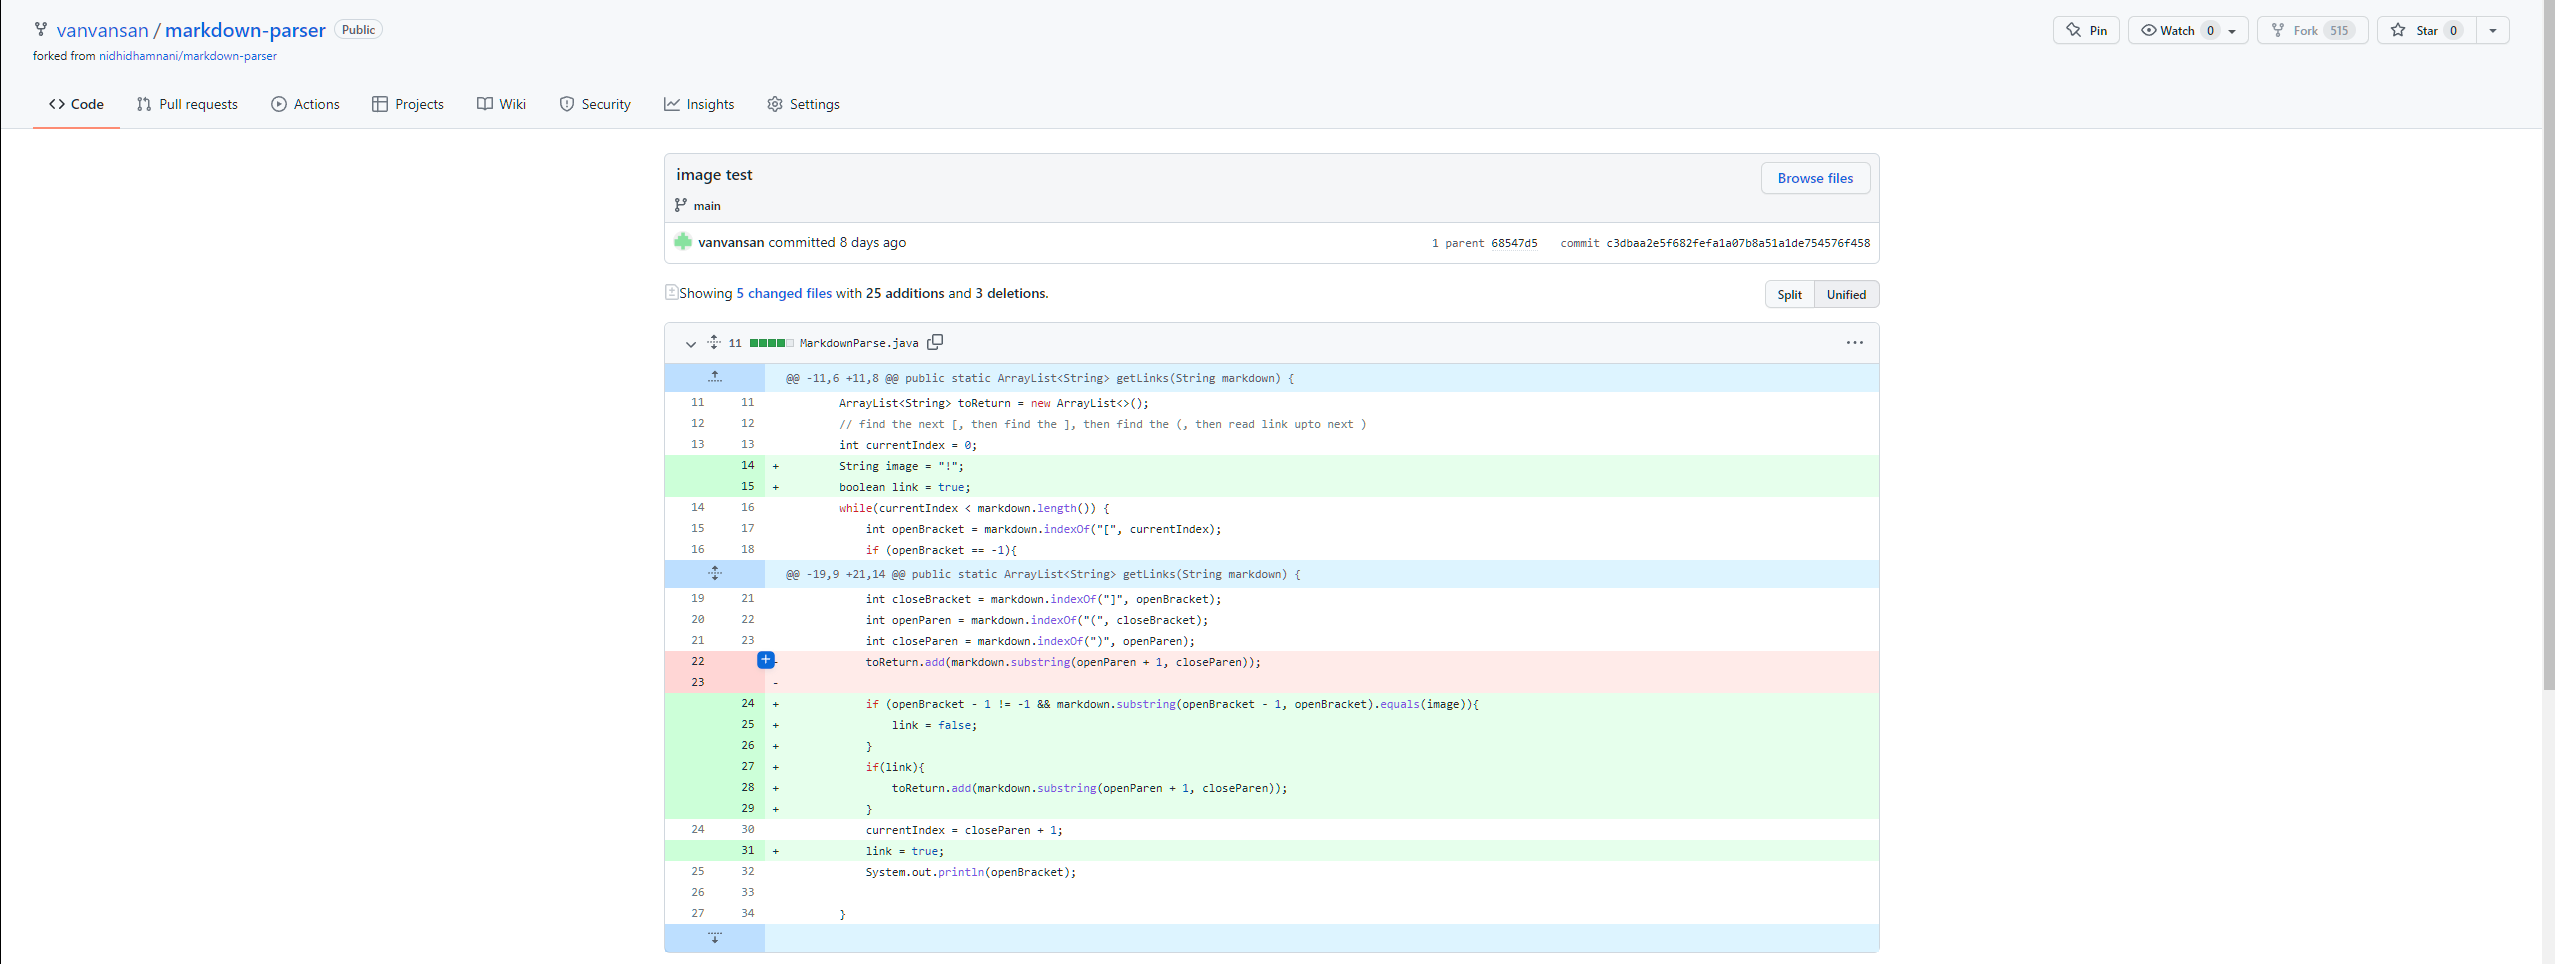 vanvansan / markdown-parser Public
Pin Watch 0 Fork 515 Star 0
forked from nidhidhamnani/markdown-parser
Code Pull requests Actions Projects Wiki Security Insights Settings
image test
Browse files
main
vanvansan committed 8 days ago 1 parent 68547d5 commit c3dbaa2e5f682fefa1a07b8a51a1de754576f458
Showing 5 changed files with 25 additions and 3 deletions.
Split Unified
11 MarkdownParse.java
@@ -11,6 +11,8 @@ public static ArrayList<String> getLinks(String markdown) {
11 11 ArrayList<String> toReturn = new ArrayList<>();
12 12 // find the next [, then find the ], then find the (, then read link upto next )
13 13 int currentIndex = 0;
14 + String image = "!";
15 + boolean link = true;
14 16 while(currentIndex < markdown.length()) {
15 17 int openBracket = markdown.indexOf("[", currentIndex);
16 18 if (openBracket == -1){
@@ -19,9 +21,14 @@ public static ArrayList<String> getLinks(String markdown) {
19 21 int closeBracket = markdown.indexOf("]", openBracket);
20 22 int openParen = markdown.indexOf("(", closeBracket);
21 23 int closeParen = markdown.indexOf(")", openParen);
22 - toReturn.add(markdown.substring(openParen + 1, closeParen));
23 -
24 + if (openBracket - 1 != -1 && markdown.substring(openBracket - 1, openBracket).equals(image)){
25 + link = false;
26 + }
27 + if(link){
28 + toReturn.add(markdown.substring(openParen + 1, closeParen));
29 + }
24 30 currentIndex = closeParen + 1;
31 + link = true;
25 32 System.out.println(openBracket);
26 33
27 34 }